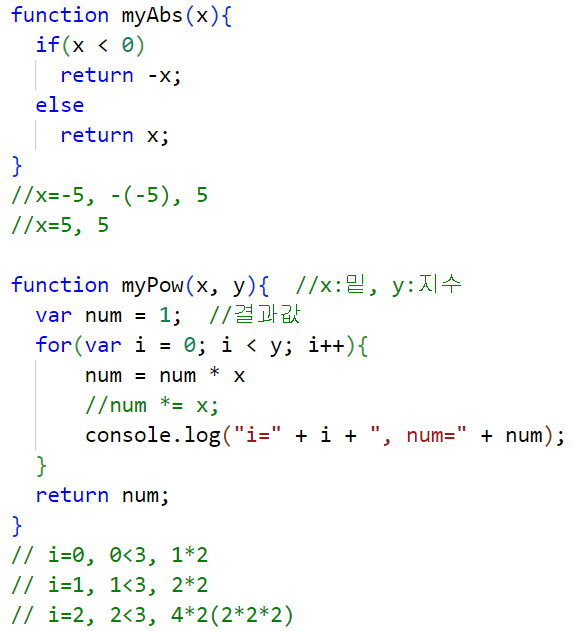 function myAbs(x){
if(x < 0)
return -x;
else
return x;
}
//x=-5, -(-5), 5
//x=5, 5
function myPow(x, y){  //x:밑, y:지수
var num = 1;  //결과값
for(var i = 0; i < y; i++){
num = num * x
//num *= x;
console.log("i=" + i + ", num=" + num);
}
return num;
}
// i=0, 0<3, 1*2
// i=1, 1<3, 2*2
// i=2, 2<3, 4*2(2*2*2)